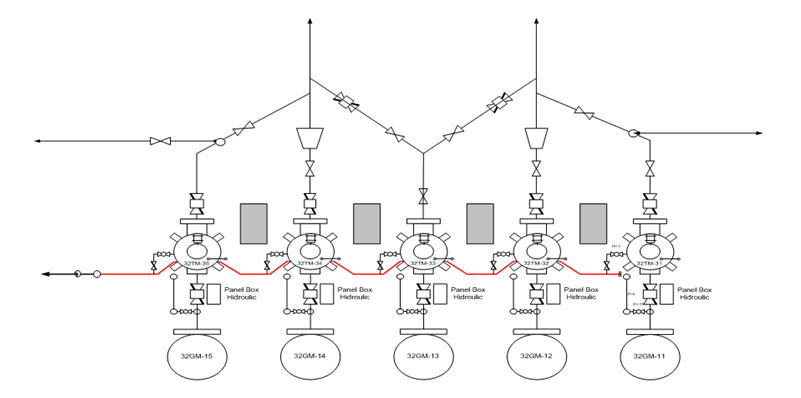 32TM-35
32TM-34
32TM-33
32TM-32
32TM-31
Panel Box
Hidroulic
Panel Box
Hidroulic
Panel Box
Hidroulic
Panel Box
Hidroulic
Panel Box
Hidroulic
32GM-15
32GM-14
32GM-13
32GM-12
32GM-11